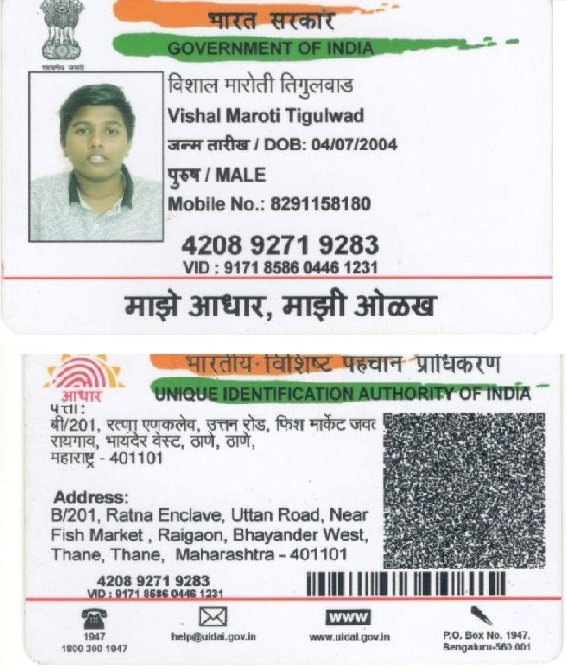 भारत सरकार
GOVERNMENT OF INDIA
सत्यमेव जयते
विशाल मारोती तिगुलवाड
Vishal Maroti Tigulwad
जन्म तारीख / DOB: 04/07/2004
पुरुष / MALE
Mobile No.: 8291158180
4208 9271 9283
VID : 9171 8586 0446 1231
माझे आधार, माझी ओळख
भारतीय विशिष्ट पहचान प्राधिकरण
UNIQUE IDENTIFICATION AUTHORITY OF INDIA
आधार
पत्ता:
बी/201, रत्ना एनक्लेव, उत्तन रोड, फिश मार्केट जवळ
रायगाव, भायंदर वेस्ट, ठाणे, ठाणे,
महाराष्ट्र - 401101
Address:
B/201, Ratna Enclave, Uttan Road, Near
Fish Market , Raigaon, Bhayander West,
Thane, Thane, Maharashtra - 401101
4208 9271 9283
VID : 9171 8586 0446 1231
1947
1800 300 1947
help@uidai.gov.in
WWW
www.uidai.gov.in
P.O. Box No. 1947,
Bengaluru-560 001